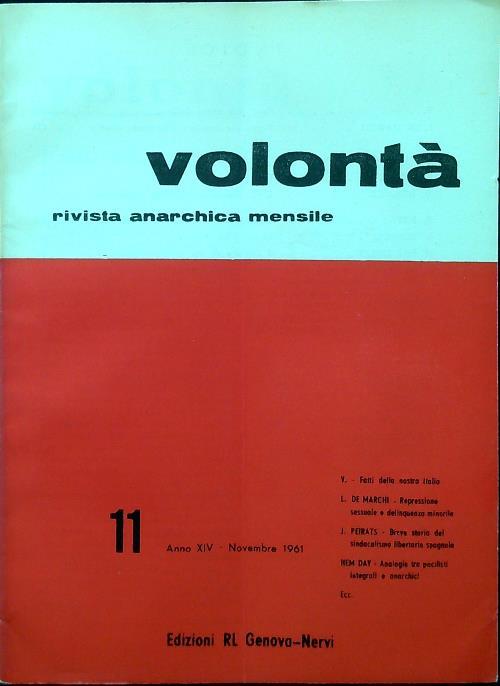 volontà
rivista anarchica mensile
V. - Fatti della nostra Italia
L. DE MARCHI - Repressione
sessuale e delinquenza minorile
J. PEIRATS - Breve storia del
sindacalismo libertario spagnolo
HEM DAY - Analogie tra pacifisti
integrali e anarchici
Ecc.
11 Anno XIV - Novembre 1961
Edizioni RL Genova-Nervi